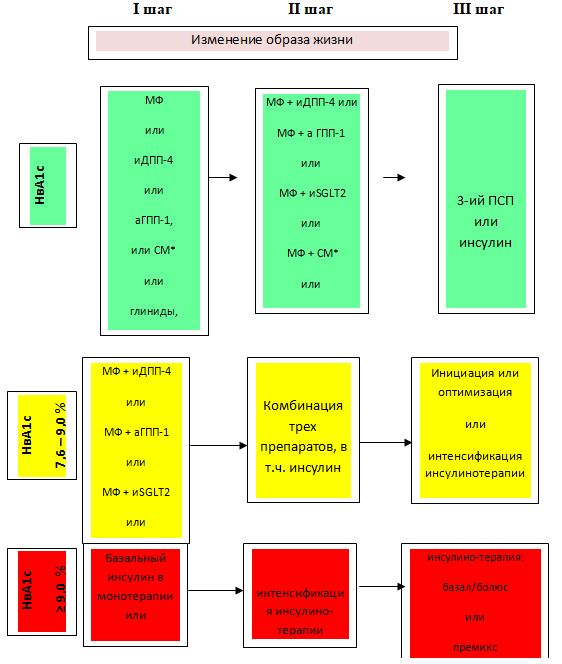 I шаг
II шаг
III шаг
Изменение образа жизни
НвА1с
МФ
или
иДПП-4
или
аГПП-1,
или СМ*
или
глиниды,
МФ + иДПП-4 или
МФ + а ГПП-1
или
МФ + иSGLT2
или
МФ + СМ*
или
3-ий ПСП
или
инсулин
НвА1с
7,6 – 9,0 %
МФ + иДПП-4
или
МФ + аГПП-1
или
МФ + иSGLT2
или
Комбинация
трех
препаратов, в
т.ч. инсулин
Инициация или
оптимизация
или
интенсификация
инсулинотерапии
НвА1с
≥ 9,0 %
Базальный
инсулин в
монотерапии
или
интенсификаци
я инсулино-
терапии
инсулино-терапия:
базал/болюс
или
премикс